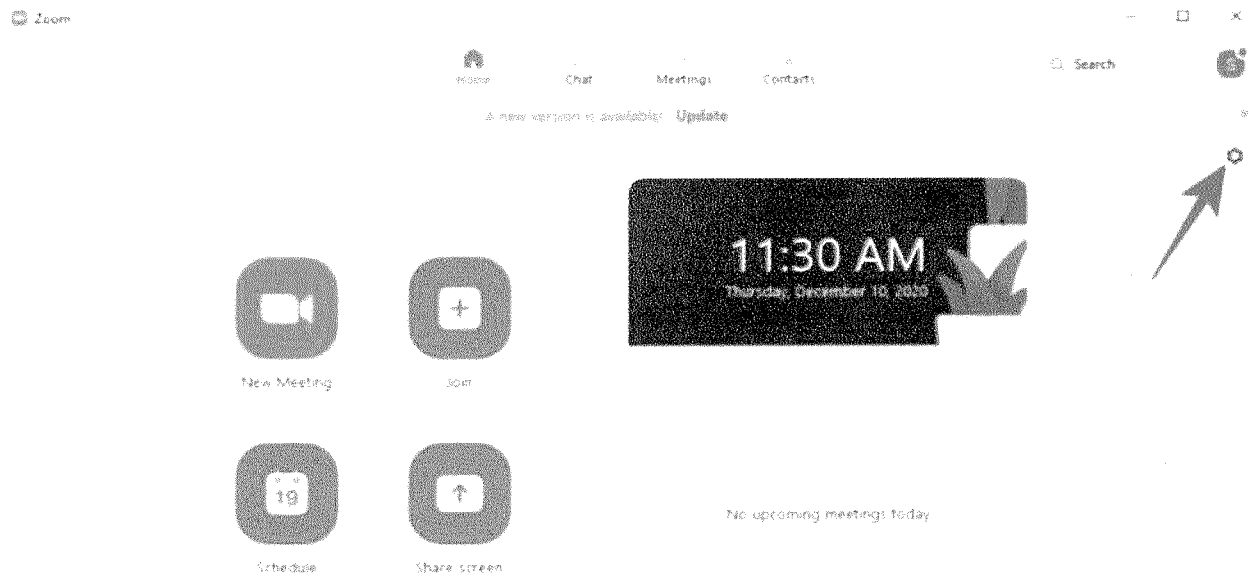 Zoom
Search
Home
Chat
Meetings
Contacts
A new version is available! Update
11:30 AM
Thursday, December 10, 2020
New Meeting
Join
19
No upcoming meetings today
Schedule
Share screen